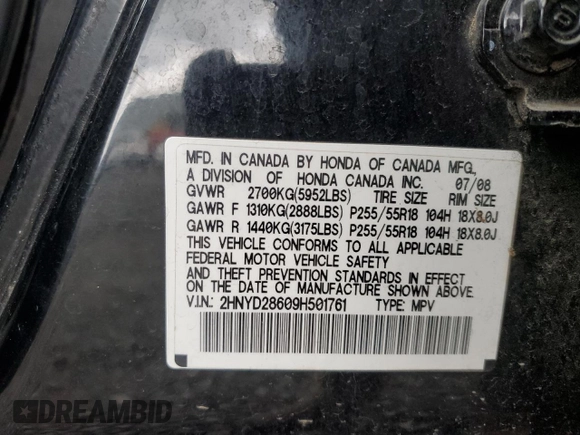 MFD. IN CANADA BY HONDA OF CANADA MFG.,
A DIVISION OF HONDA CANADA INC. 07/08
GVWR 2700KG(5952LBS) TIRE SIZE RIM SIZE
GAWR F 1310KG(2888LBS) P255/55R18 104H 18X8.0J
GAWR R 1440KG(3175LBS) P255/55R18 104H 18X8.0J
THIS VEHICLE CONFORMS TO ALL APPLICABLE
FEDERAL MOTOR VEHICLE SAFETY
AND THEFT PREVENTION STANDARDS IN EFFECT
ON THE DATE OF MANUFACTURE SHOWN ABOVE.
V.I.N.: 2HNYD28609H501761 TYPE: MPV
DREAMBID